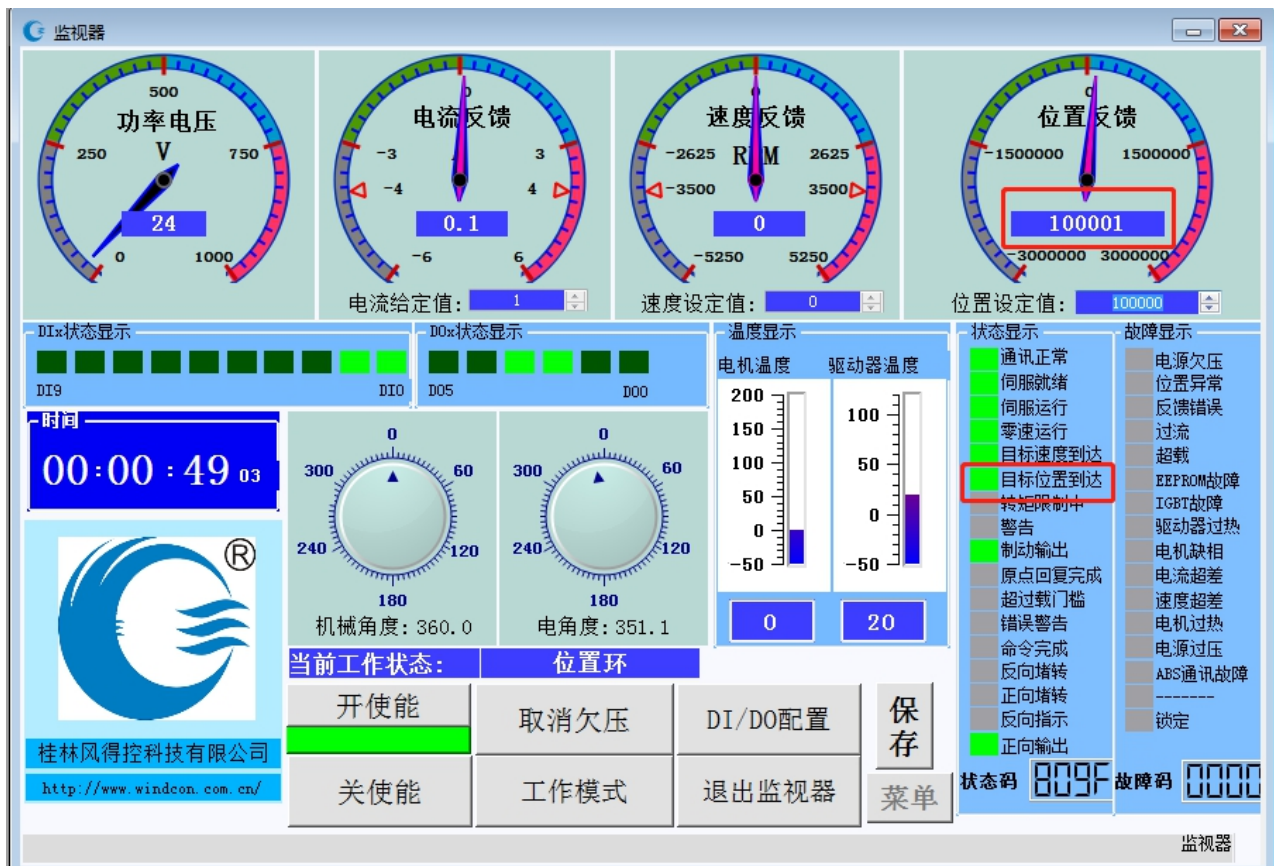 监视器
500
功率电压
250 V 750
24
0 1000
0
电流反馈
-3 3
-4 4
0.1
-6 6
电流给定值: 1
0
速度反馈
-2625 RPM 2625
-3500 3500
0
-5250 5250
速度设定值: 0
0
位置反馈
-1500000 1500000
100001
-3000000 3000000
位置设定值: 100000
DIx状态显示
DI9 DI0
DOx状态显示
DO5 DO0
时间
00:00:49 03
®
桂林风得控科技有限公司
http://www.windcon.com.cn/
0
300 60
240 120
180
机械角度: 360.0
0
300 60
240 120
180
电角度: 351.1
温度显示
电机温度 驱动器温度
200
150
100
50
0
-50
0
100
50
0
-50
20
当前工作状态: 位置环
开使能
取消欠压
DI/DO配置
保存
关使能
工作模式
退出监视器
菜单
状态显示
通讯正常
伺服就绪
伺服运行
零速运行
目标速度到达
目标位置到达
转矩限制中
警告
制动输出
原点回复完成
超过载门槛
错误警告
命令完成
反向堵转
正向堵转
反向指示
正向输出
状态码 809F
故障显示
电源欠压
位置异常
反馈错误
过流
超载
EEPROM故障
IGBT故障
驱动器过热
电机缺相
电流超差
速度超差
电机过热
电源过压
ABS通讯故障
-------
锁定
故障码 0000
监视器